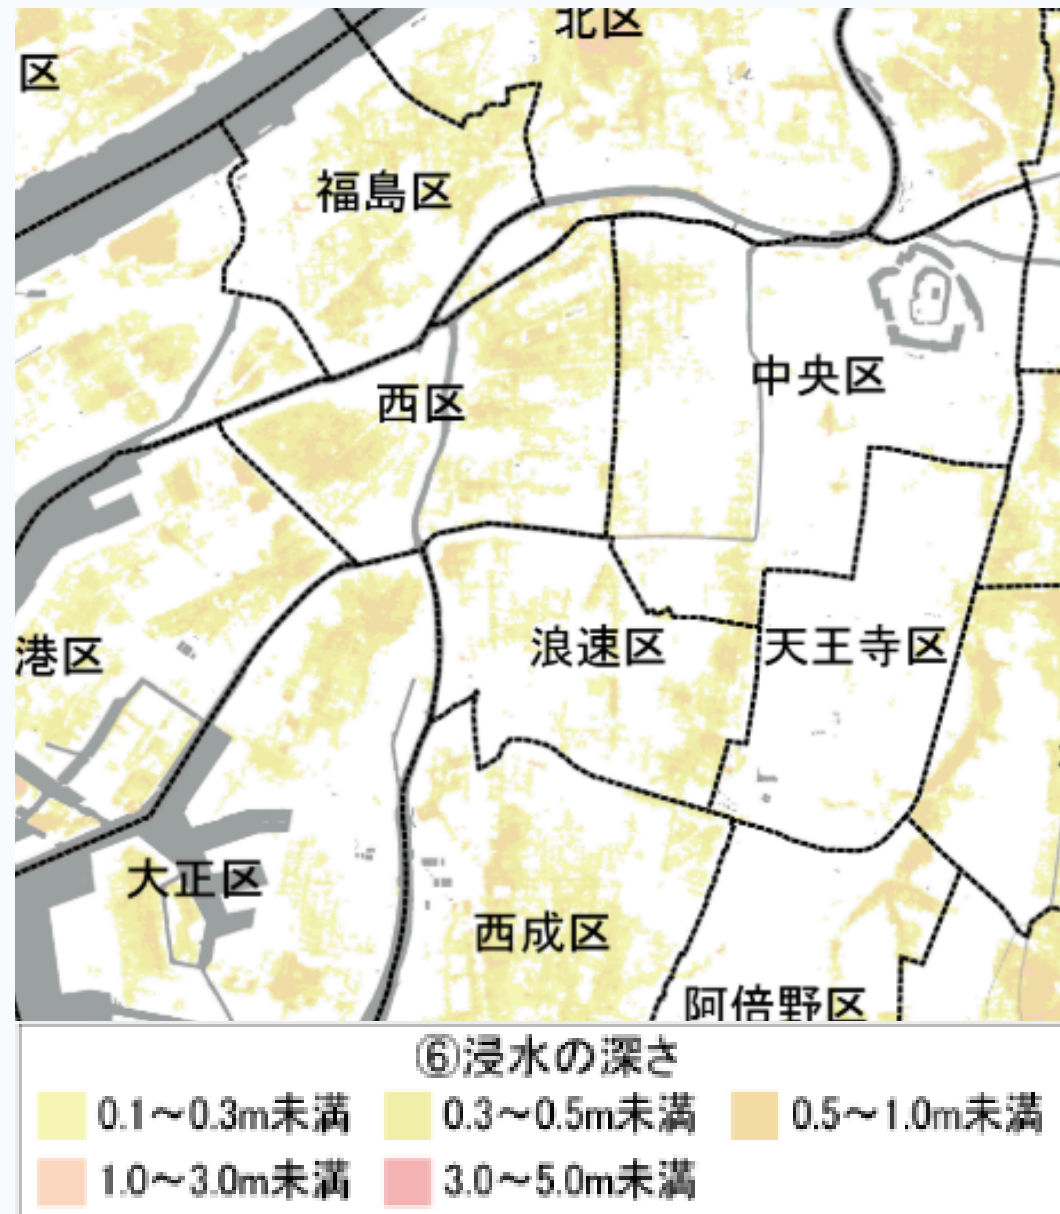 北区
区
福島区
中央区
西区
浪速区
天王寺区
港区
大正区
西成区
阿倍野区
⑥浸水の深さ
0.1～0.3m未満 0.3～0.5m未満 0.5～1.0m未満
1.0～3.0m未満 3.0～5.0m未満